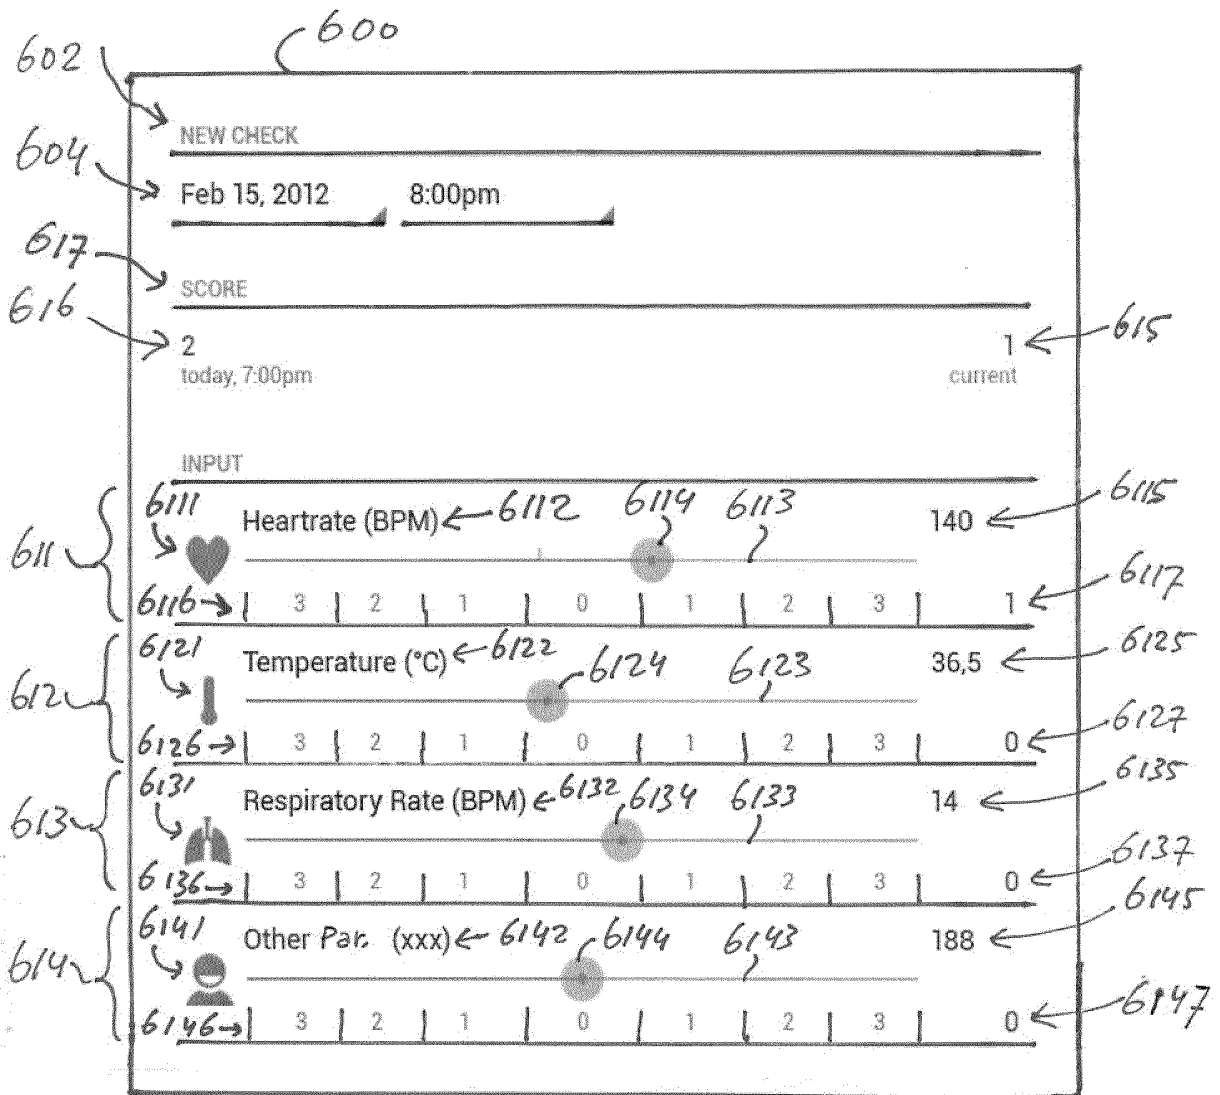 600
602
NEW CHECK
604
Feb 15, 2012 8:00pm
617
SCORE
616
2 1 615
today, 7:00pm current
INPUT
611 6111 Heartrate (BPM) 6112 6114 6113 140 6115
6116 3 2 1 0 1 2 3 1 6117
612 6121 Temperature (°C) 6122 6124 6123 36,5 6125
6126 3 2 1 0 1 2 3 0 6127
613 6131 Respiratory Rate (BPM) 6132 6134 6133 14 6135
6136 3 2 1 0 1 2 3 0 6137
614 6141 Other Par. (xxx) 6142 6144 6143 188 6145
6146 3 2 1 0 1 2 3 0 6147